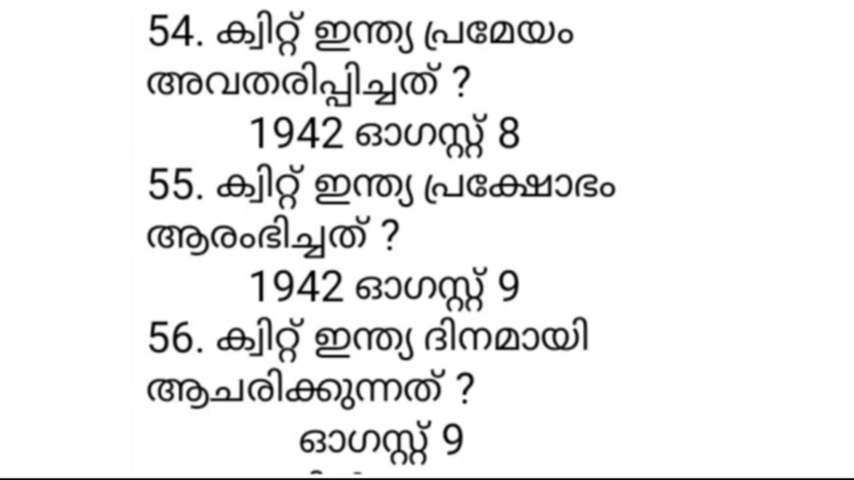 54. ക്വിറ്റ് ഇന്ത്യ പ്രമേയം
അവതരിപ്പിച്ചത് ?
1942 ഓഗസ്റ്റ് 8
55. ക്വിറ്റ് ഇന്ത്യ പ്രക്ഷോഭം
ആരംഭിച്ചത് ?
1942 ഓഗസ്റ്റ് 9
56. ക്വിറ്റ് ഇന്ത്യ ദിനമായി
ആചരിക്കുന്നത് ?
ഓഗസ്റ്റ് 9